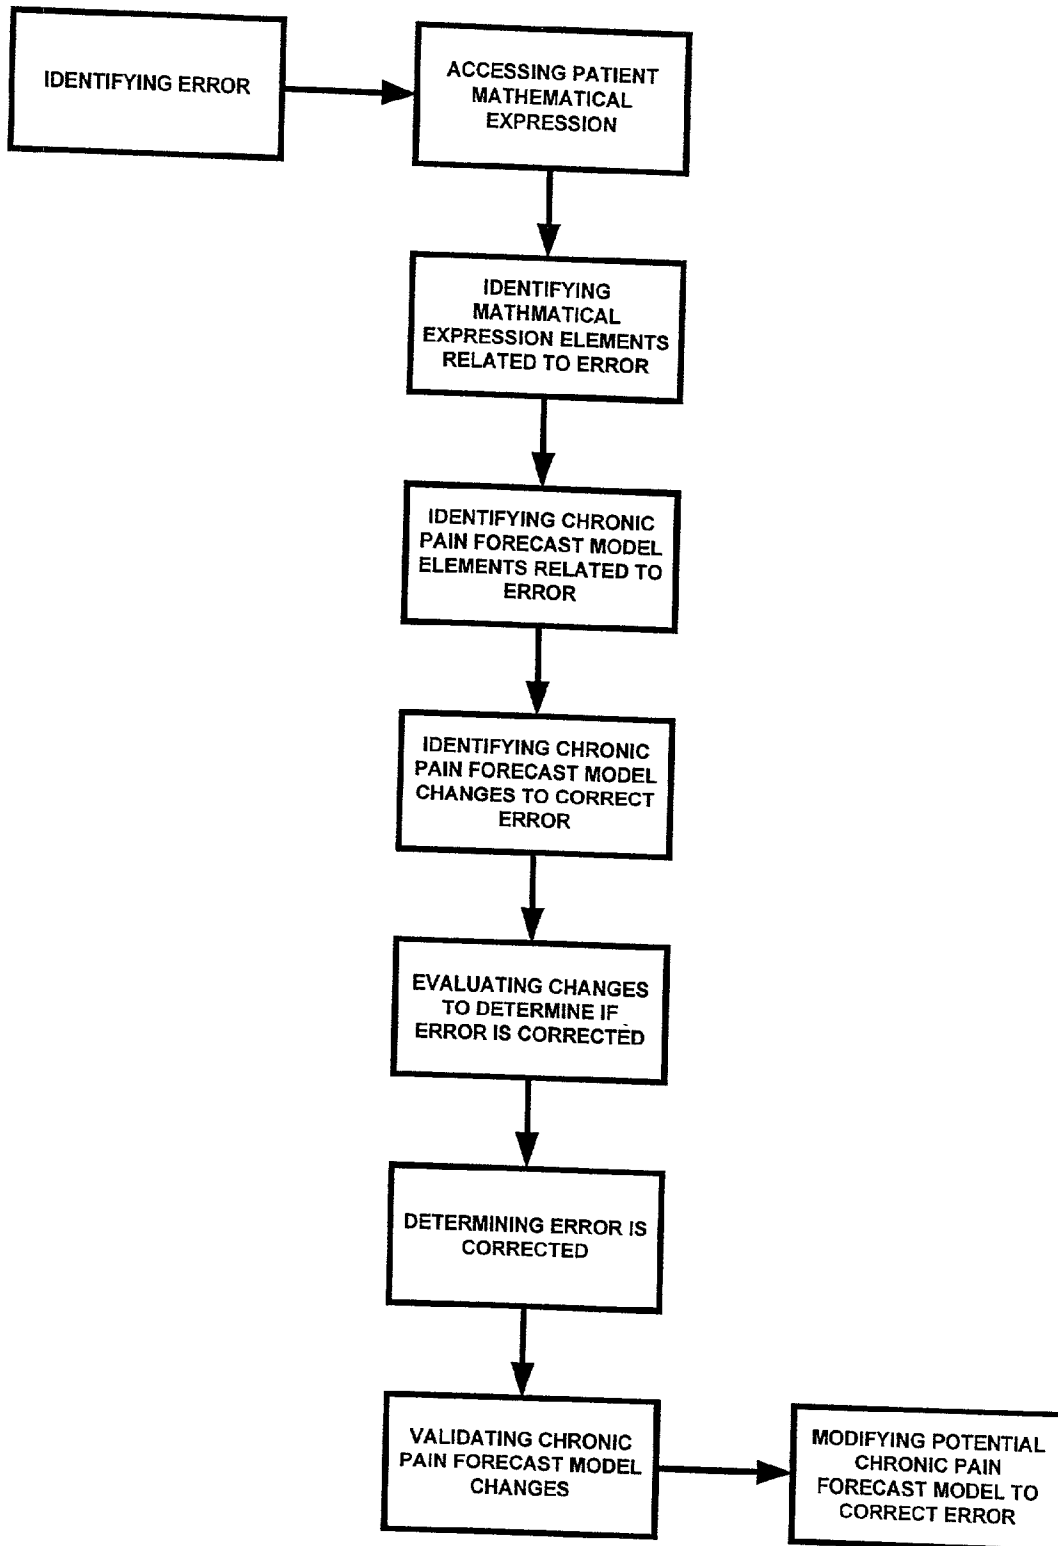 IDENTIFYING ERROR
ACCESSING PATIENT
MATHEMATICAL
EXPRESSION
IDENTIFYING
MATHMATICAL
EXPRESSION ELEMENTS
RELATED TO ERROR
IDENTIFYING CHRONIC
PAIN FORECAST MODEL
ELEMENTS RELATED TO
ERROR
IDENTIFYING CHRONIC
PAIN FORECAST MODEL
CHANGES TO CORRECT
ERROR
EVALUATING CHANGES
TO DETERMINE IF
ERROR IS CORRECTED
DETERMINING ERROR IS
CORRECTED
VALIDATING CHRONIC
PAIN FORECAST MODEL
CHANGES
MODIFYING POTENTIAL
CHRONIC PAIN
FORECAST MODEL TO
CORRECT ERROR